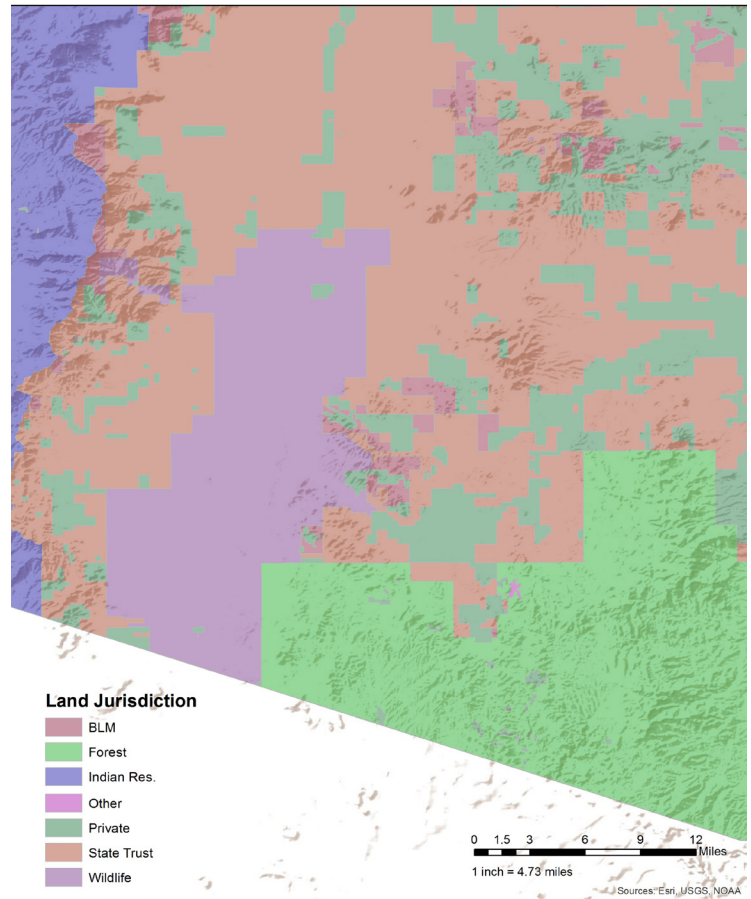 Land Jurisdiction
BLM
Forest
Indian Res.
Other
Private
State Trust
Wildlife
0 1.5 3 6 9 12
Miles
1 inch = 4.73 miles
Sources: Esri, USGS, NOAA